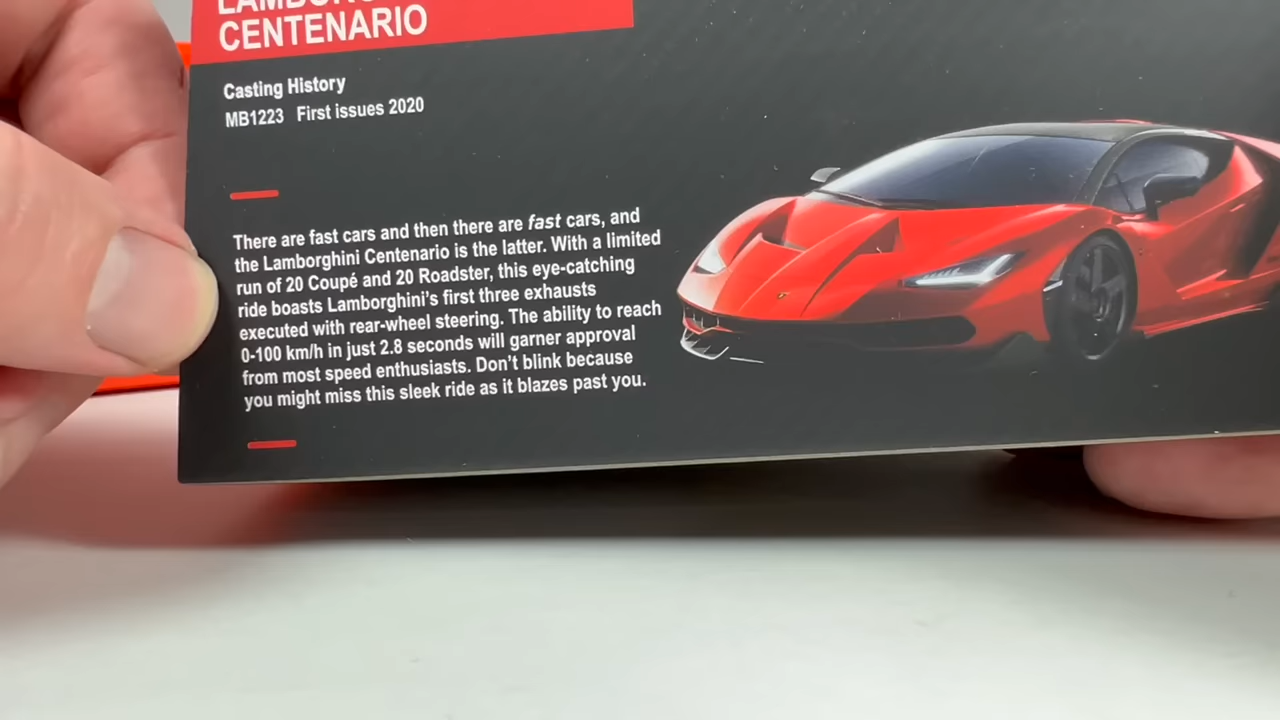 CENTENARIO
Casting History
MB1223 First issues 2020
There are fast cars and then there are fast cars, and
the Lamborghini Centenario is the latter. With a limited
run of 20 Coupé and 20 Roadster, this eye-catching
ride boasts Lamborghini's first three exhausts
executed with rear-wheel steering. The ability to reach
0-100 km/h in just 2.8 seconds will garner approval
from most speed enthusiasts. Don't blink because
you might miss this sleek ride as it blazes past you.